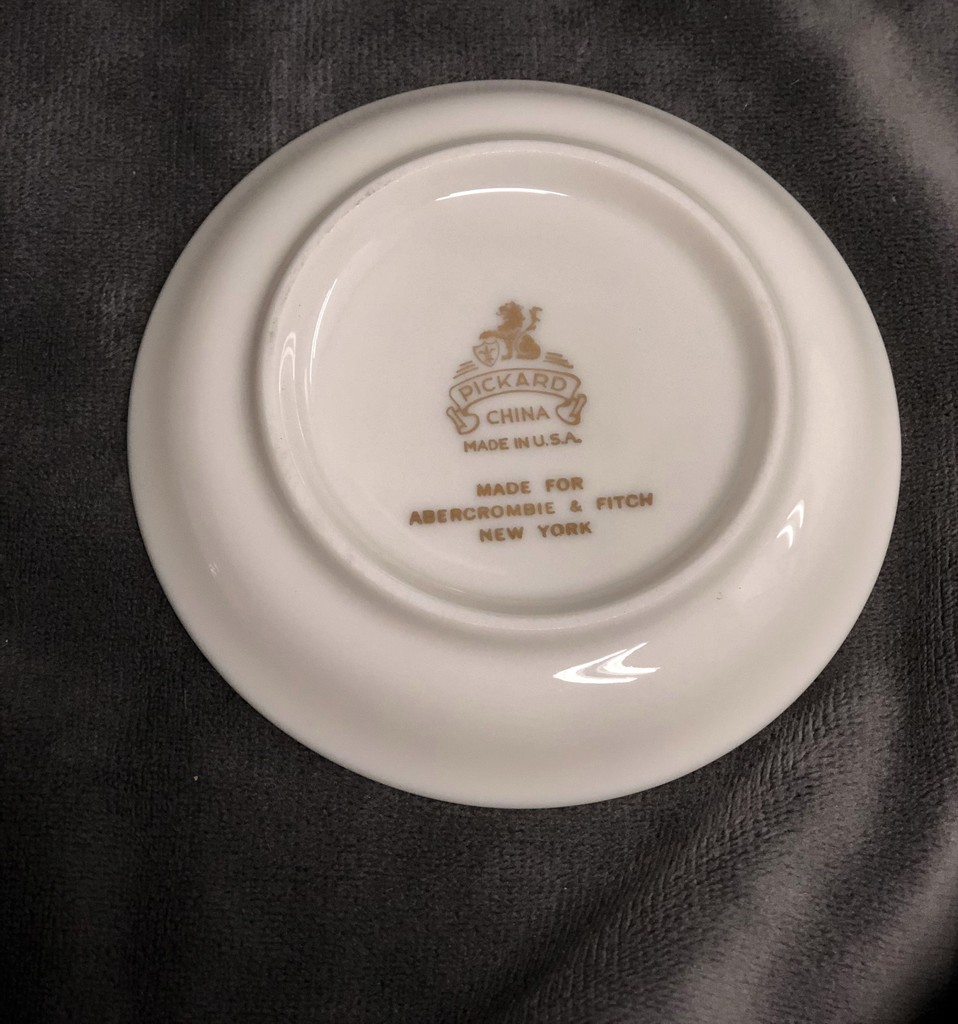 PICKARD
CHINA
MADE IN U.S.A.
MADE FOR
ABERCROMBIE & FITCH
NEW YORK